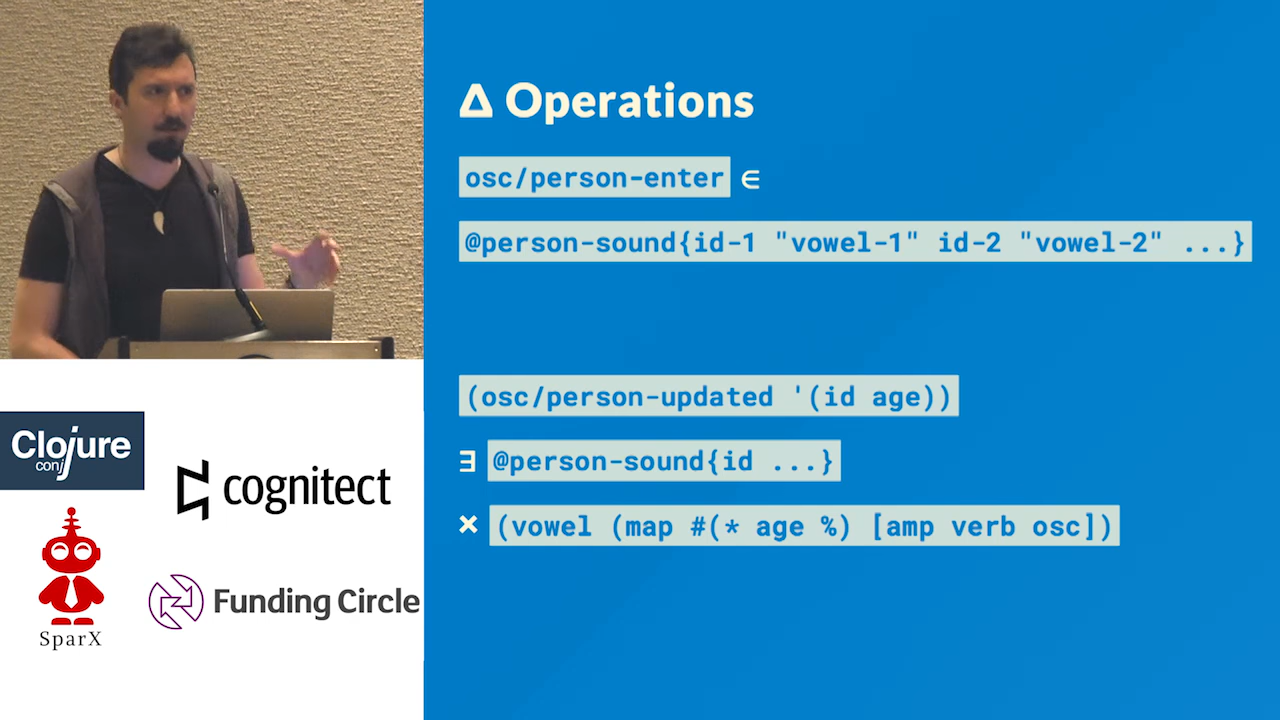 Δ Operations
osc/person-enter ∈
@person-sound{id-1 "vowel-1" id-2 "vowel-2" ...}
(osc/person-updated '(id age))
∃ @person-sound{id ...}
× (vowel (map #(* age %) [amp verb osc])
Clojure
conj
cognitect
SparX
Funding Circle